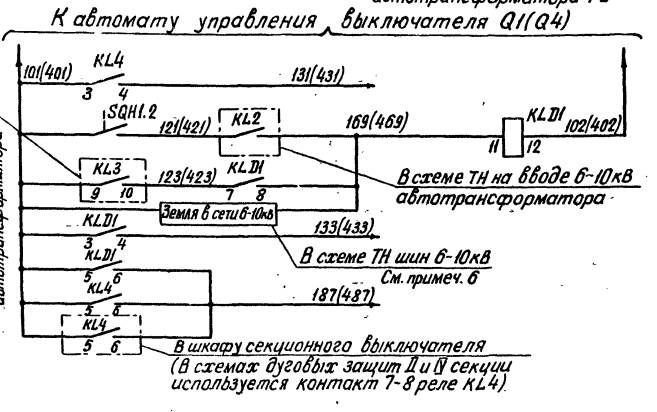 К автомату управления выключателя Q1(Q4)
101(401)
KL4
3 4
131(431)
SQH1.2
121(421)
KL2
169(469)
KLD1
11 12
102(402)
KL3
9 10
123(423)
KLD1
7 8
В схеме ТН на вводе 6-10кВ
автотрансформатора
Земля в сети 6-10кв
KLD1
3 4
133(433)
В схеме ТН шин 6-10кВ
См. примеч. 6
KLD1
5 6
KL4
5 6
187(487)
KL4
5 6
В шкафу секционного выключателя
(В схемах дуговых защит II и IV секции
используется контакт 7-8 реле KL4)